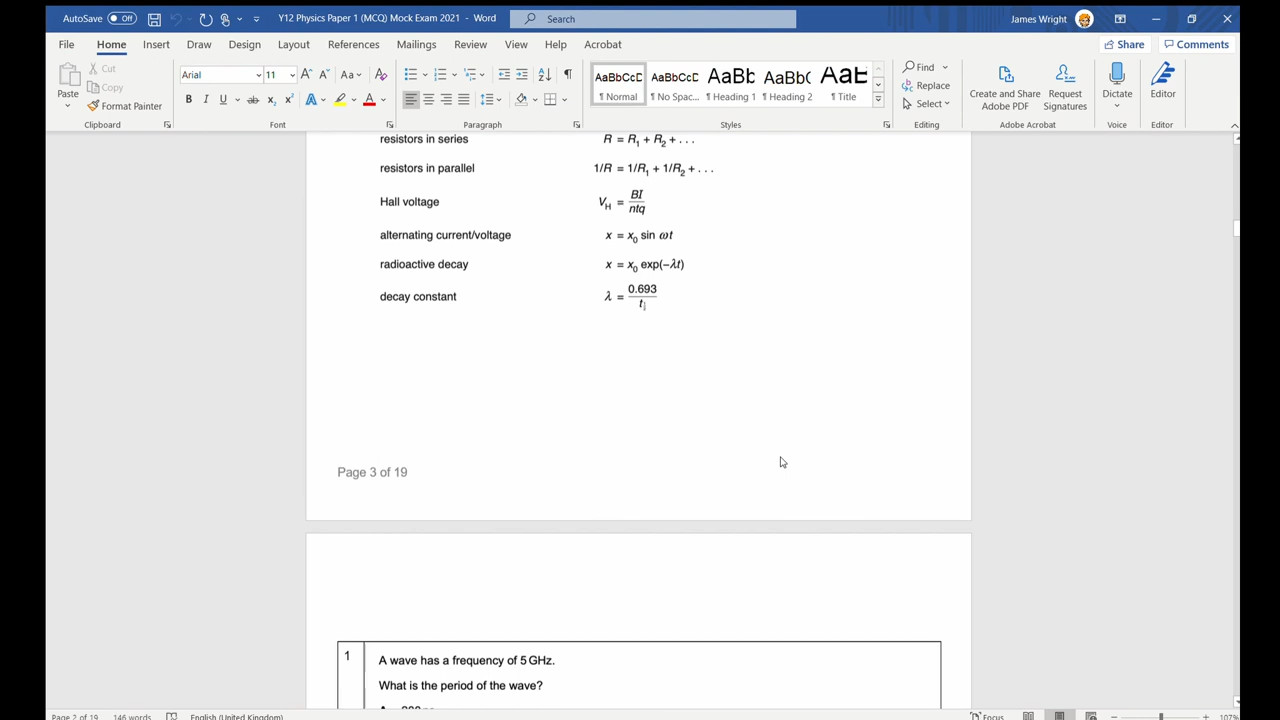 AutoSave Off
Y12 Physics Paper 1 (MCQ) Mock Exam 2021 - Word
Search
James Wright
File Home Insert Draw Design Layout References Mailings Review View Help Acrobat
Share Comments
Paste
Cut
Copy
Format Painter
Clipboard
Arial 11
Font
Paragraph
AaBbCcD AaBbCcD AaBb AaBbC AaB
¶ Normal ¶ No Spac... ¶ Heading 1 ¶ Heading 2 ¶ Title
Styles
Find
Replace
Select
Editing
Create and Share Adobe PDF
Request Signatures
Adobe Acrobat
Dictate
Voice
Editor
Editor
resistors in series R = R₁ + R₂ + . . .
resistors in parallel 1/R = 1/R₁ + 1/R₂ + . . .
Hall voltage V_H = BI/ntq
alternating current/voltage x = x₀ sin ωt
radioactive decay x = x₀ exp(−λt)
decay constant λ = 0.693/t
Page 3 of 19
1 A wave has a frequency of 5 GHz.
What is the period of the wave?
Page 2 of 19 146 words English (United Kingdom) Focus 107%